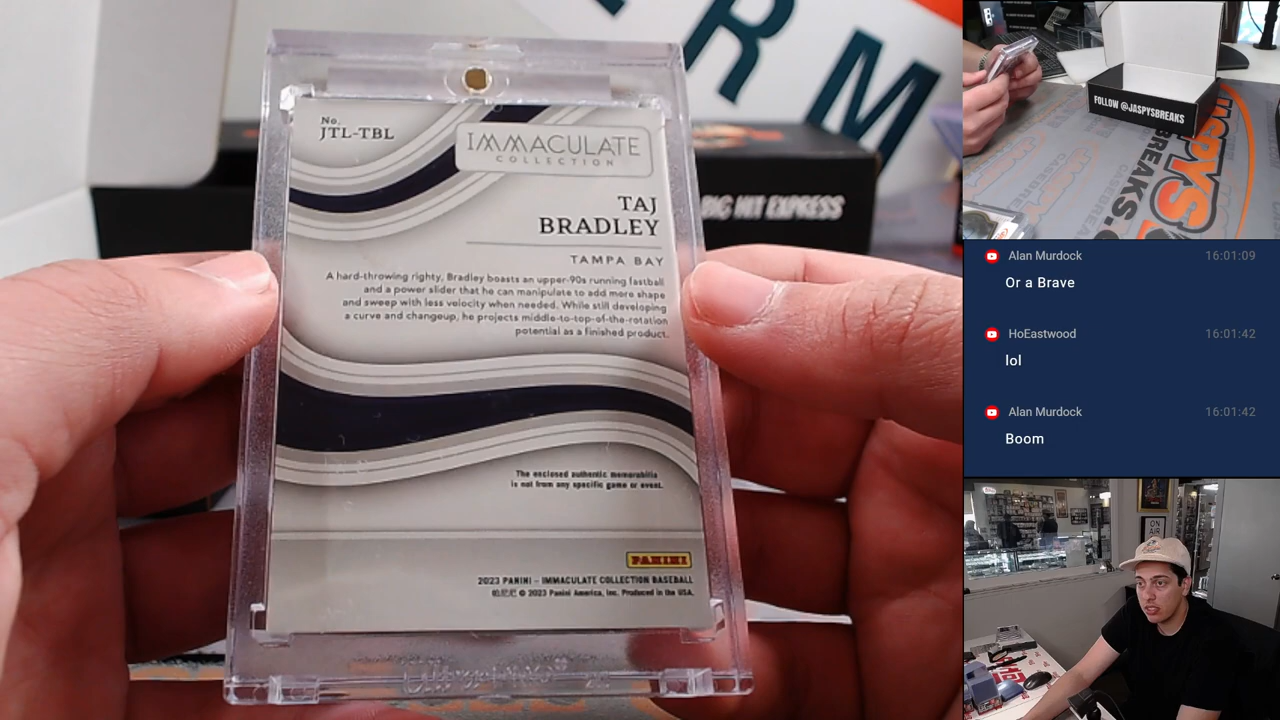 R M
No.
JTL-TBL
IMMACULATE
COLLECTION
TAJ
BRADLEY
TAMPA BAY
A hard-throwing righty, Bradley boasts an upper-90s running fastball
and a power slider that he can manipulate to add more shape
and sweep with less velocity when needed. While still developing
a curve and changeup, he projects middle-to-top-of-the-rotation
potential as a finished product.
The enclosed authentic memorabilia
is not from any specific game or event.
PANINI
2023 PANINI – IMMACULATE COLLECTION BASEBALL
© 2023 Panini America, Inc. Produced in the USA.
BIG HIT EXPRESS
FOLLOW @JASPYSBREAKS
JASPYS
BREAKS.
Alan Murdock 16:01:09
Or a Brave
HoEastwood 16:01:42
lol
Alan Murdock 16:01:42
Boom
ON
AIR